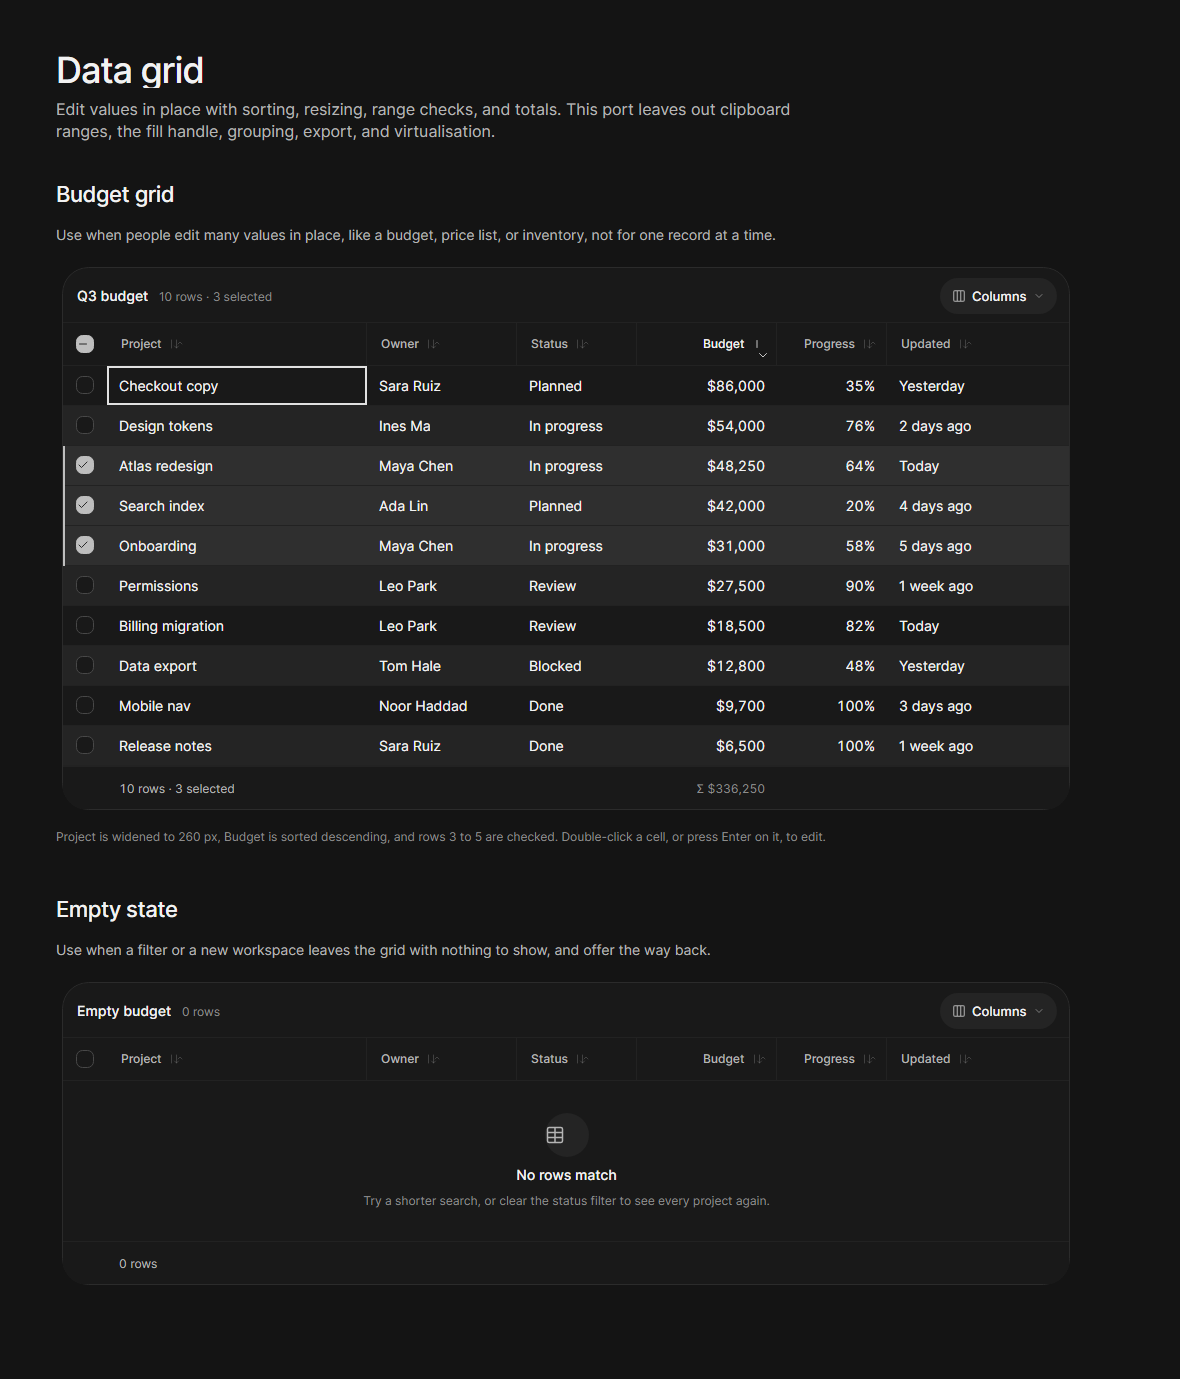 Data grid
Edit values in place with sorting, resizing, range checks, and totals. This port leaves out clipboard
ranges, the fill handle, grouping, export, and virtualisation.
Budget grid
Use when people edit many values in place, like a budget, price list, or inventory, not for one record at a time.
Q3 budget 10 rows · 3 selected Columns
Project Owner Status Budget Progress Updated
Checkout copy Sara Ruiz Planned $86,000 35% Yesterday
Design tokens Ines Ma In progress $54,000 76% 2 days ago
Atlas redesign Maya Chen In progress $48,250 64% Today
Search index Ada Lin Planned $42,000 20% 4 days ago
Onboarding Maya Chen In progress $31,000 58% 5 days ago
Permissions Leo Park Review $27,500 90% 1 week ago
Billing migration Leo Park Review $18,500 82% Today
Data export Tom Hale Blocked $12,800 48% Yesterday
Mobile nav Noor Haddad Done $9,700 100% 3 days ago
Release notes Sara Ruiz Done $6,500 100% 1 week ago
10 rows · 3 selected Σ $336,250
Project is widened to 260 px, Budget is sorted descending, and rows 3 to 5 are checked. Double-click a cell, or press Enter on it, to edit.
Empty state
Use when a filter or a new workspace leaves the grid with nothing to show, and offer the way back.
Empty budget 0 rows Columns
Project Owner Status Budget Progress Updated
No rows match
Try a shorter search, or clear the status filter to see every project again.
0 rows